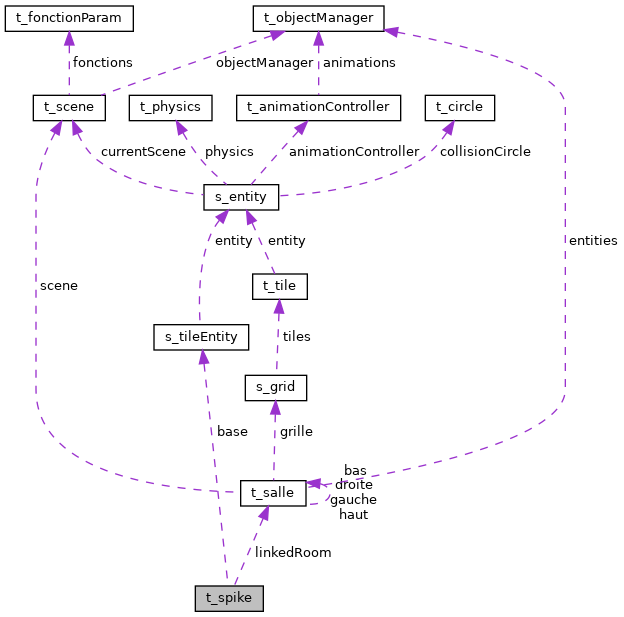 t_fonctionParam
t_objectManager
fonctions
objectManager
animations
t_scene
t_physics
t_animationController
t_circle
currentScene
physics
animationController
collisionCircle
s_entity
entity
entity
entities
t_tile
scene
s_tileEntity
tiles
s_grid
base
grille
bas
droite
gauche
haut
t_salle
linkedRoom
t_spike